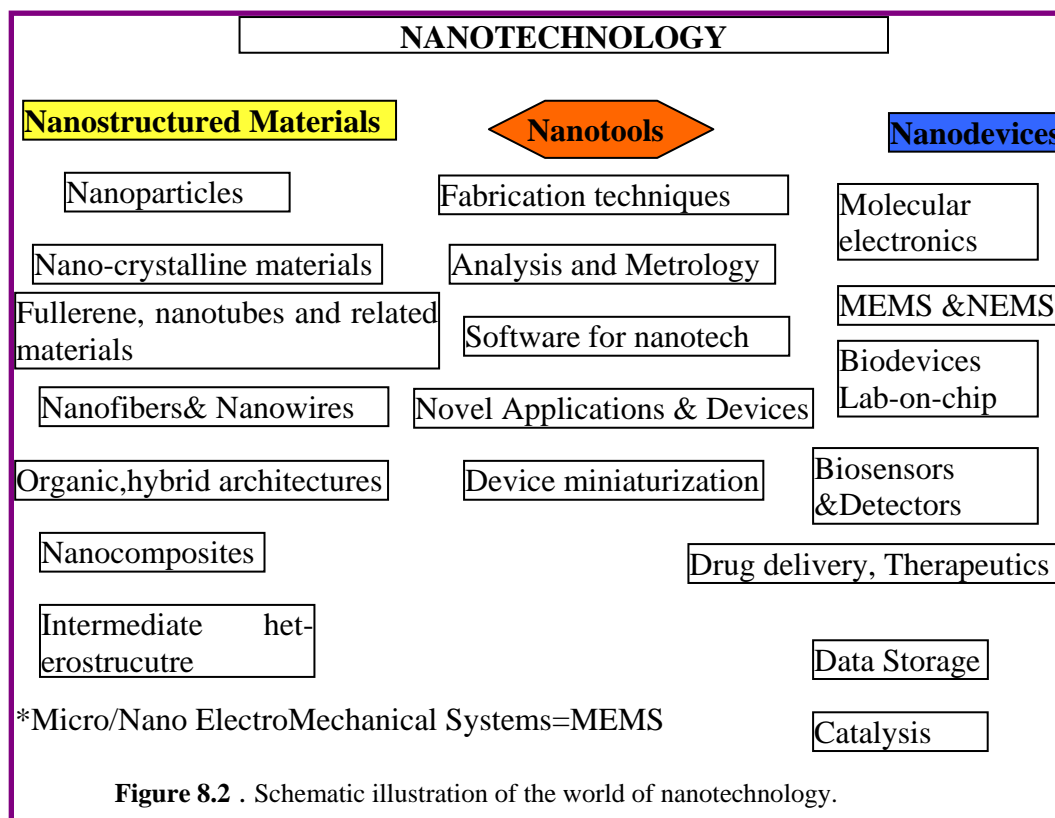 NANOTECHNOLOGY
Nanostructured Materials
Nanoparticles
Nano-crystalline materials
Fullerene, nanotubes and related
materials
Nanofibers& Nanowires
Organic,hybrid architectures
Nanocomposites
Intermediate het-
erostrucutre
Nanotools
Fabrication techniques
Analysis and Metrology
Software for nanotech
Novel Applications & Devices
Device miniaturization
Nanodevices
Molecular
electronics
MEMS &NEMS
Biodevices
Lab-on-chip
Biosensors
&Detectors
Drug delivery, Therapeutics
Data Storage
Catalysis
*Micro/Nano ElectroMechanical Systems=MEMS
Figure 8.2 . Schematic illustration of the world of nanotechnology.